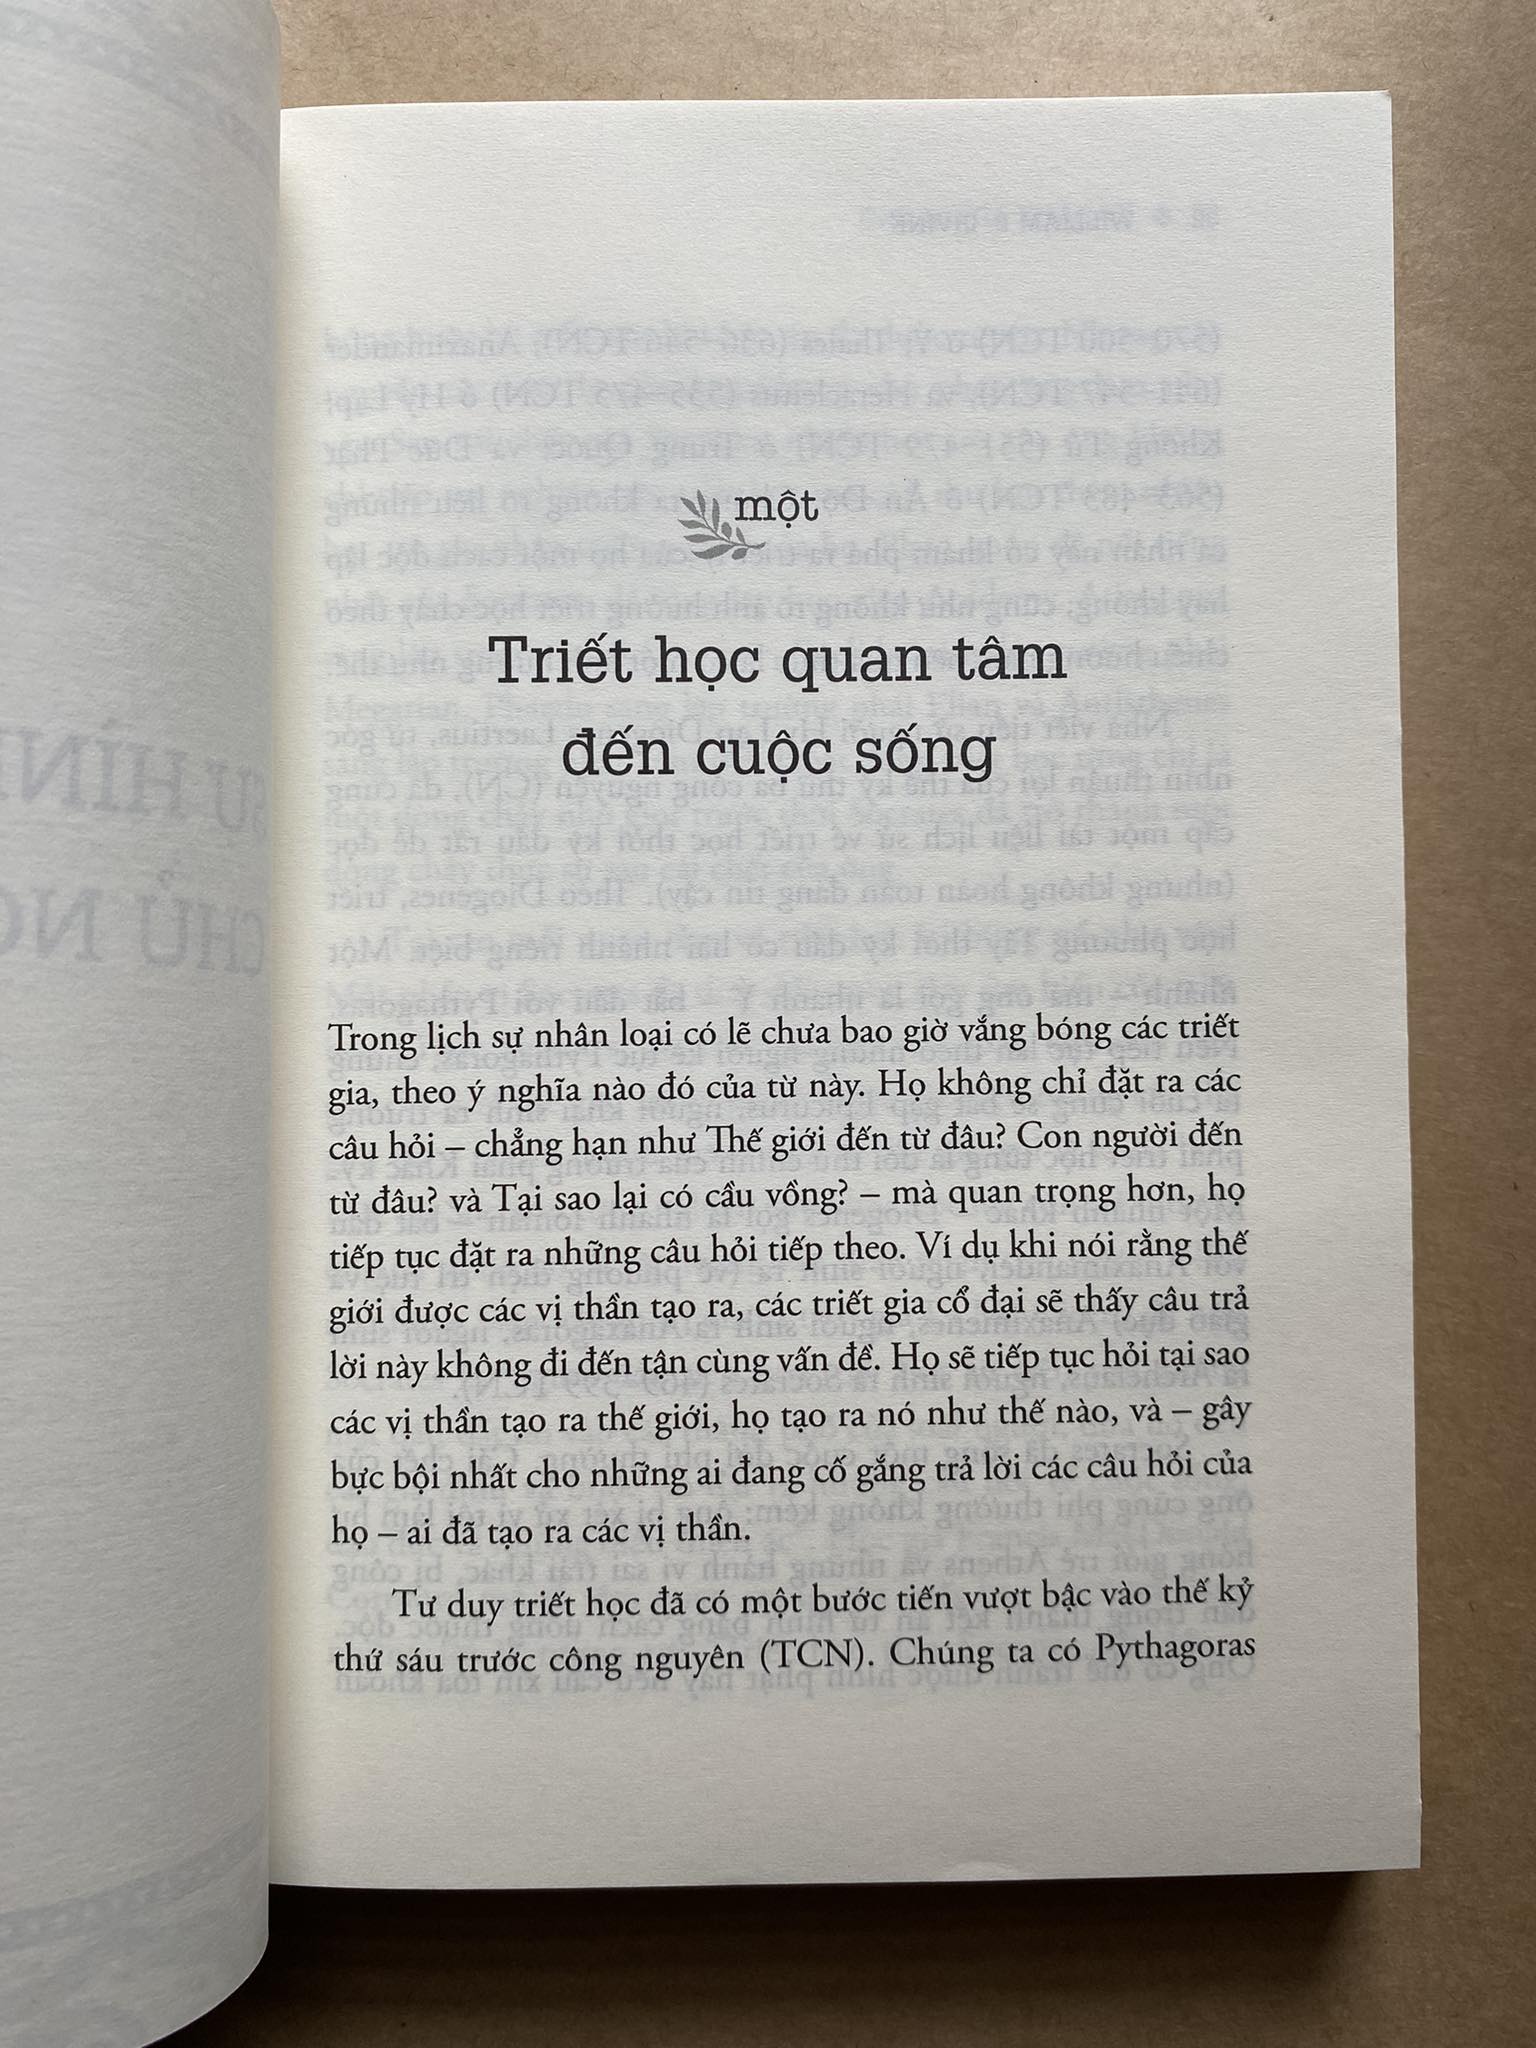 một
Triết học quan tâm
đến cuộc sống
Trong lịch sự nhân loại có lẽ chưa bao giờ vắng bóng các triết
gia, theo ý nghĩa nào đó của từ này. Họ không chỉ đặt ra các
câu hỏi – chẳng hạn như Thế giới đến từ đâu? Con người đến
từ đâu? và Tại sao lại có cầu vồng? – mà quan trọng hơn, họ
tiếp tục đặt ra những câu hỏi tiếp theo. Ví dụ khi nói rằng thế
giới được các vị thần tạo ra, các triết gia cổ đại sẽ thấy câu trả
lời này không đi đến tận cùng vấn đề. Họ sẽ tiếp tục hỏi tại sao
các vị thần tạo ra thế giới, họ tạo ra nó như thế nào, và – gây
bực bội nhất cho những ai đang cố gắng trả lời các câu hỏi của
họ – ai đã tạo ra các vị thần.
Tư duy triết học đã có một bước tiến vượt bậc vào thế kỷ
thứ sáu trước công nguyên (TCN). Chúng ta có Pythagoras